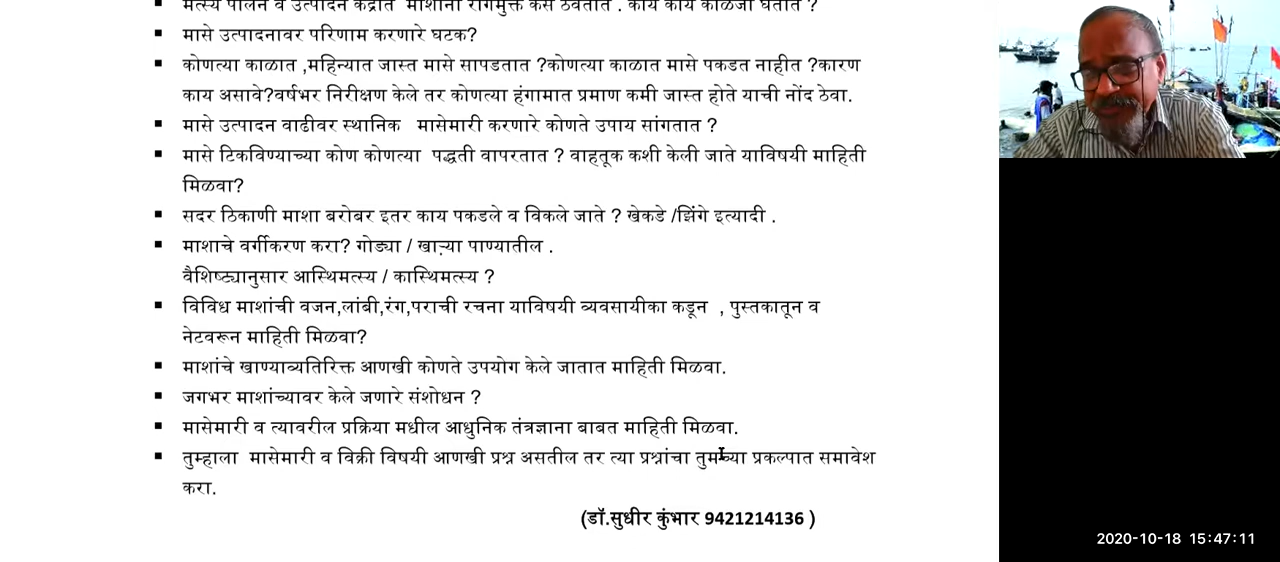 मत्स्य पालन व उत्पादन केंद्रात माशांना रोगमुक्त कसे ठेवतात . काय काय काळजी घेतात ?
▪ मासे उत्पादनावर परिणाम करणारे घटक?
▪ कोणत्या काळात ,महिन्यात जास्त मासे सापडतात ?कोणत्या काळात मासे पकडत नाहीत ?कारण
काय असावे?वर्षभर निरीक्षण केले तर कोणत्या हंगामात प्रमाण कमी जास्त होते याची नोंद ठेवा.
▪ मासे उत्पादन वाढीवर स्थानिक मासेमारी करणारे कोणते उपाय सांगतात ?
▪ मासे टिकविण्याच्या कोण कोणत्या पद्धती वापरतात ? वाहतूक कशी केली जाते याविषयी माहिती
मिळवा?
▪ सदर ठिकाणी माशा बरोबर इतर काय पकडले व विकले जाते ? खेकडे /झिंगे इत्यादी .
▪ माशाचे वर्गीकरण करा? गोड्या / खाऱ्या पाण्यातील .
वैशिष्ट्यानुसार आस्थिमत्स्य / कास्थिमत्स्य ?
▪ विविध माशांची वजन,लांबी,रंग,पराची रचना याविषयी व्यवसायीका कडून , पुस्तकातून व
नेटवरून माहिती मिळवा?
▪ माशांचे खाण्याव्यतिरिक्त आणखी कोणते उपयोग केले जातात माहिती मिळवा.
▪ जगभर माशांच्यावर केले जणारे संशोधन ?
▪ मासेमारी व त्यावरील प्रक्रिया मधील आधुनिक तंत्रज्ञाना बाबत माहिती मिळवा.
▪ तुम्हाला मासेमारी व विक्री विषयी आणखी प्रश्न असतील तर त्या प्रश्नांचा तुमच्या प्रकल्पात समावेश
करा.
(डॉ.सुधीर कुंभार 9421214136 )
2020-10-18 15:47:11